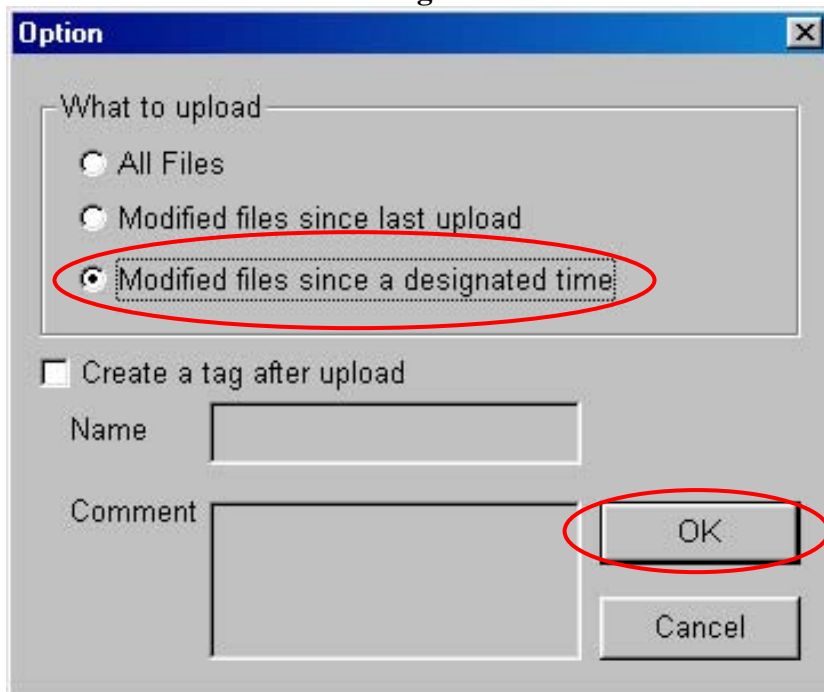 Option
What to upload
All Files
Modified files since last upload
Modified files since a designated time
Create a tag after upload
Name
Comment
OK
Cancel